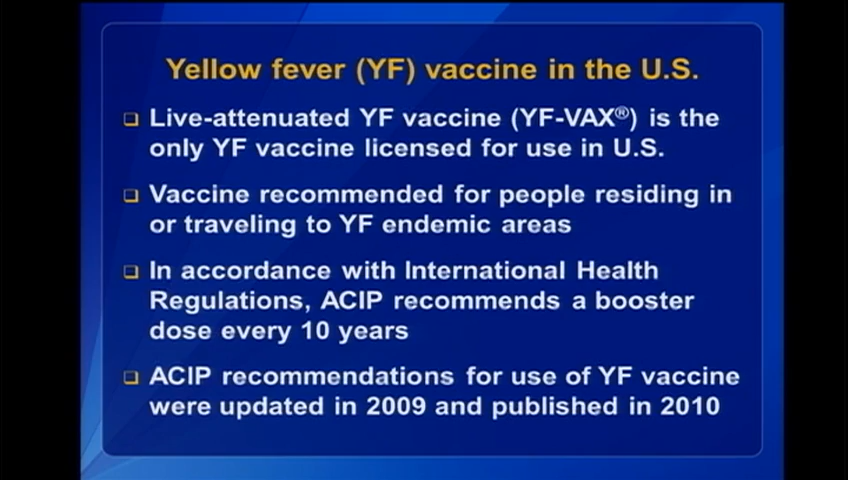 Yellow fever (YF) vaccine in the U.S.
Live-attenuated YF vaccine (YF-VAX®) is the
only YF vaccine licensed for use in U.S.
Vaccine recommended for people residing in
or traveling to YF endemic areas
In accordance with International Health
Regulations, ACIP recommends a booster
dose every 10 years
ACIP recommendations for use of YF vaccine
were updated in 2009 and published in 2010